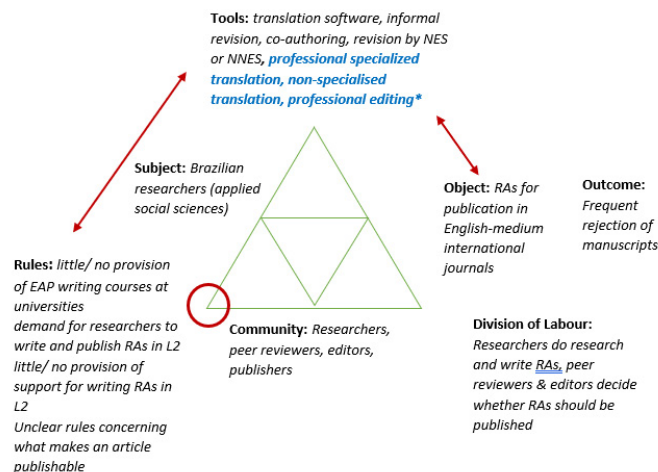 Tools: translation software, informal
revision, co-authoring, revision by NES
or NNES, professional specialized
translation, non-specialised
translation, professional editing*
Subject: Brazilian
researchers (applied
social sciences)
Object: RAs for
publication in
English-medium
international
journals
Outcome:
Frequent
rejection of
manuscripts
Rules: little/ no provision
of EAP writing courses at
universities
demand for researchers to
write and publish RAs in L2
little/ no provision of
support for writing RAs in
L2
Unclear rules concerning
what makes an article
publishable
Community: Researchers,
peer reviewers, editors,
publishers
Division of Labour:
Researchers do research
and write RAs, peer
reviewers & editors decide
whether RAs should be
published